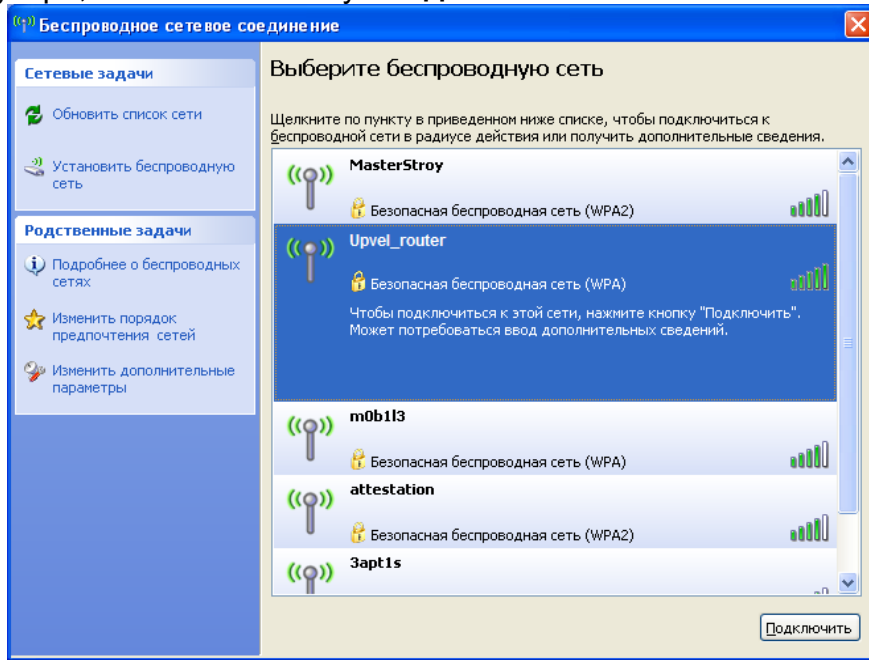 Беспроводное сетевое соединение
Сетевые задачи
Обновить список сети
Установить беспроводную
сеть
Родственные задачи
Подробнее о беспроводных
сетях
Изменить порядок
предпочтения сетей
Изменить дополнительные
параметры
Выберите беспроводную сеть
Щелкните по пункту в приведенном ниже списке, чтобы подключиться к
беспроводной сети в радиусе действия или получить дополнительные сведения.
MasterStroy
Безопасная беспроводная сеть (WPA2)
Upvel_router
Безопасная беспроводная сеть (WPA)
Чтобы подключиться к этой сети, нажмите кнопку "Подключить".
Может потребоваться ввод дополнительных сведений.
m0b1l3
Безопасная беспроводная сеть (WPA)
attestation
Безопасная беспроводная сеть (WPA2)
3apt1s
Подключить